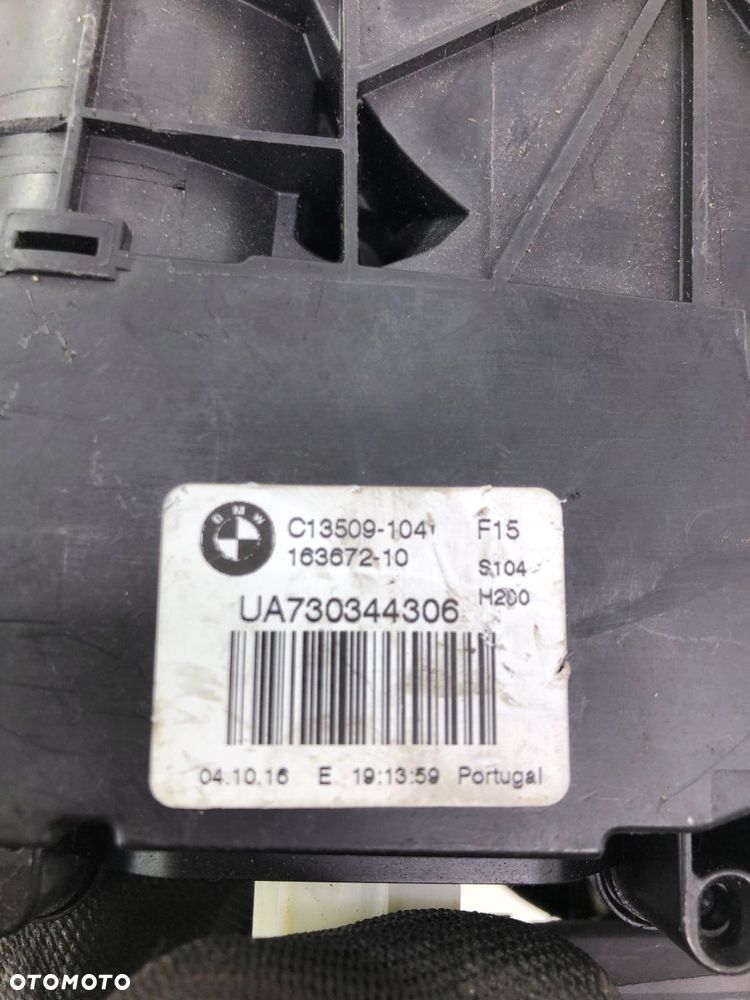 BMW
C13509-104 F15
163672-10 S104
H200
UA730344306
04.10.16 E 19:13:59 Portugal
OTOMOTO